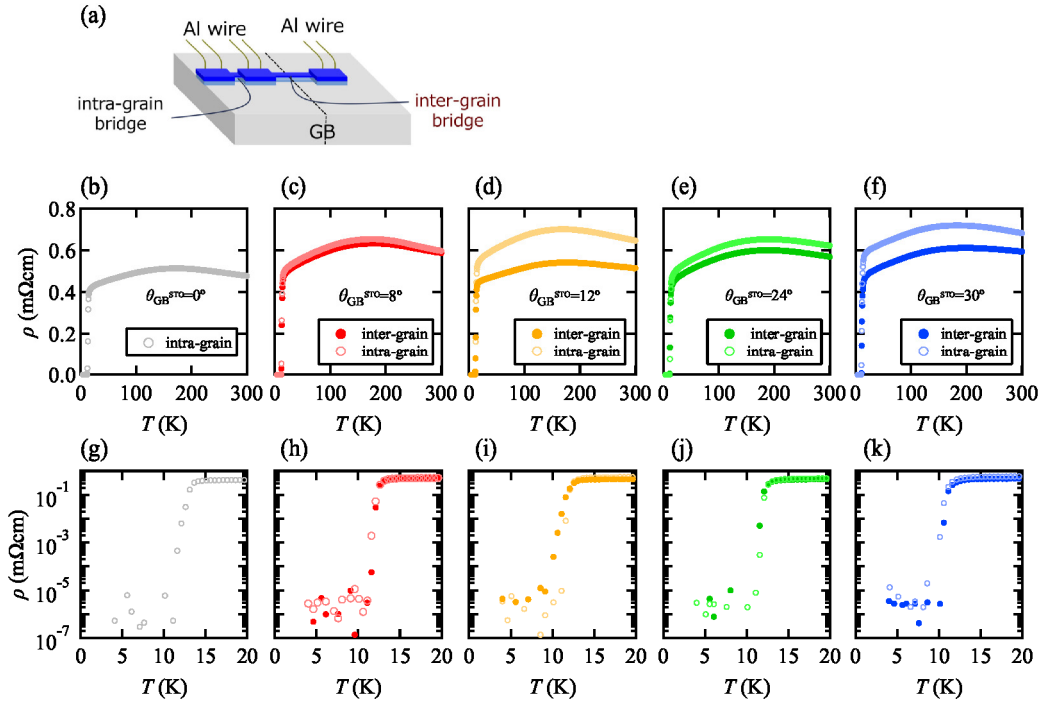 (a)
Al wire Al wire
intra-grain
bridge
inter-grain
bridge
GB
(b) (c) (d) (e) (f)
0.8
0.6
0.4
0.2
0.0
ρ (mΩcm)
θGBSTO=0º θGBSTO=8º θGBSTO=12º θGBSTO=24º θGBSTO=30º
intra-grain
inter-grain
intra-grain
inter-grain
intra-grain
inter-grain
intra-grain
inter-grain
intra-grain
0 100 200 300 0 100 200 300 0 100 200 300 0 100 200 300 0 100 200 300
T (K) T (K) T (K) T (K) T (K)
(g) (h) (i) (j) (k)
10-1
10-3
10-5
10-7
ρ (mΩcm)
0 5 10 15 20 0 5 10 15 20 0 5 10 15 20 0 5 10 15 20 0 5 10 15 20
T (K) T (K) T (K) T (K) T (K)